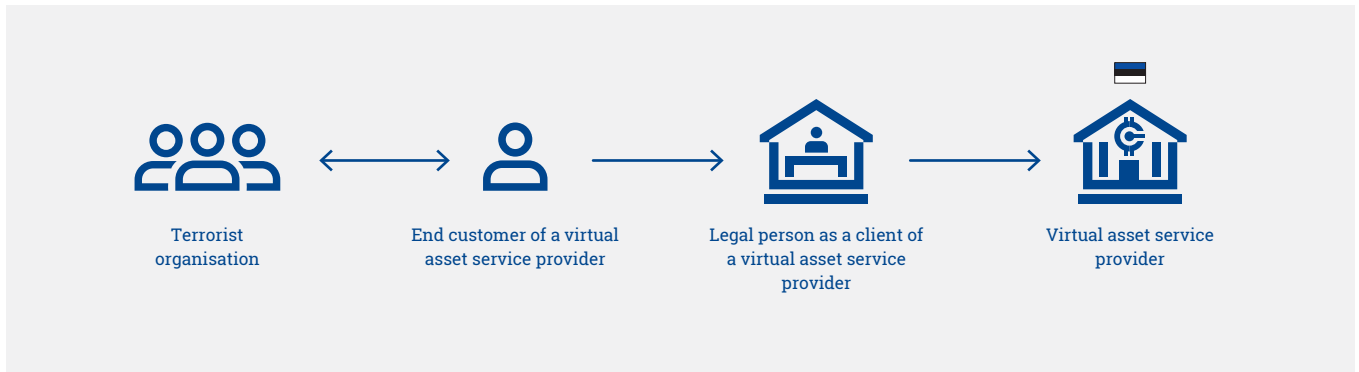 Terrorist
organisation
End customer of a virtual
asset service provider
Legal person as a client of
a virtual asset service
provider
Virtual asset service
provider